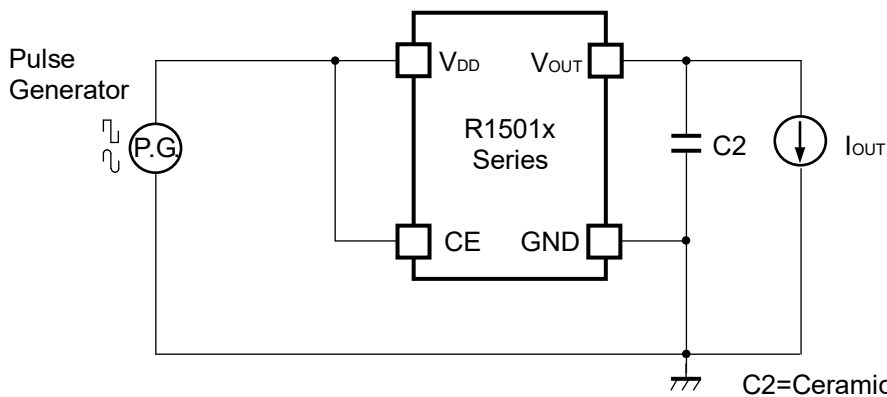 Pulse
Generator
P.G.
VDD
VOUT
R1501x
Series
C2
IOUT
CE
GND
C2=Ceramic